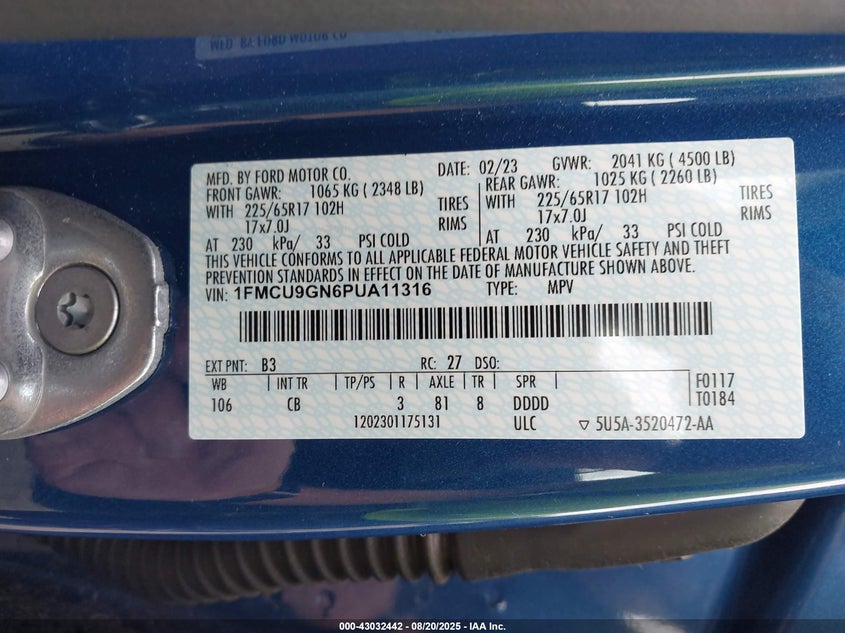 MFD. BY FORD MOTOR CO.
DATE: 02/23 GVWR: 2041 KG ( 4500 LB)
FRONT GAWR: 1065 KG ( 2348 LB) REAR GAWR: 1025 KG ( 2260 LB)
WITH 225/65R17 102H TIRES WITH 225/65R17 102H TIRES
17x7.0J RIMS 17x7.0J RIMS
AT 230 kPa/ 33 PSI COLD AT 230 kPa/ 33 PSI COLD
THIS VEHICLE CONFORMS TO ALL APPLICABLE FEDERAL MOTOR VEHICLE SAFETY AND THEFT
PREVENTION STANDARDS IN EFFECT ON THE DATE OF MANUFACTURE SHOWN ABOVE.
VIN: 1FMCU9GN6PUA11316 TYPE: MPV
EXT PNT: B3 RC: 27 DSO:
WB INT TR TP/PS R AXLE TR SPR F0117
106 CB 3 81 8 DDDD T0184
1202301175131 ULC ▽ 5U5A-3520472-AA
000-43032442 - 08/20/2025 - IAA Inc.